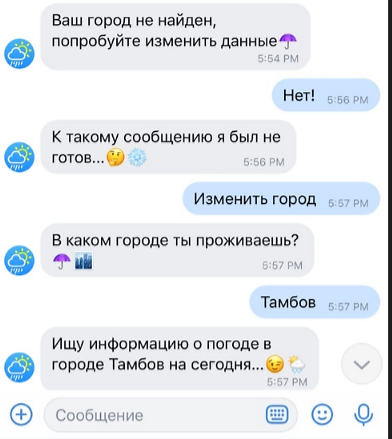 Ваш город не найден,
попробуйте изменить данные☂
5:54 PM
Нет! 5:56 PM
К такому сообщению я был не
готов...🤔❄️ 5:56 PM
Изменить город 5:57 PM
В каком городе ты проживаешь?
☂🏙 5:57 PM
Тамбов 5:57 PM
Ищу информацию о погоде в
городе Тамбов на сегодня...😉🌦
5:57 PM
Сообщение